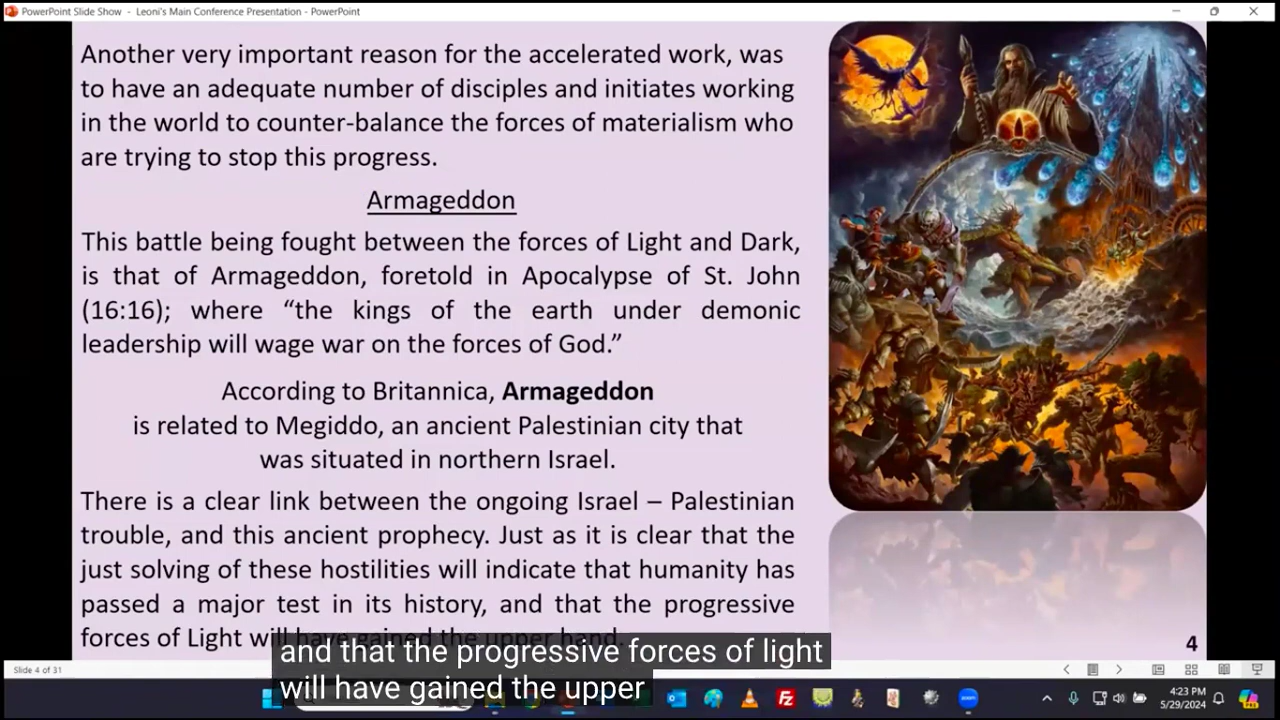 PowerPoint Slide Show - Leoni's Main Conference Presentation - PowerPoint
Another very important reason for the accelerated work, was
to have an adequate number of disciples and initiates working
in the world to counter-balance the forces of materialism who
are trying to stop this progress.
Armageddon
This battle being fought between the forces of Light and Dark,
is that of Armageddon, foretold in Apocalypse of St. John
(16:16); where “the kings of the earth under demonic
leadership will wage war on the forces of God.”
According to Britannica, Armageddon
is related to Megiddo, an ancient Palestinian city that
was situated in northern Israel.
There is a clear link between the ongoing Israel – Palestinian
trouble, and this ancient prophecy. Just as it is clear that the
just solving of these hostilities will indicate that humanity has
passed a major test in its history, and that the progressive
forces of Light will have gained the upper hand.
4
and that the progressive forces of light
will have gained the upper
Slide 4 of 31
4:23 PM
5/29/2024